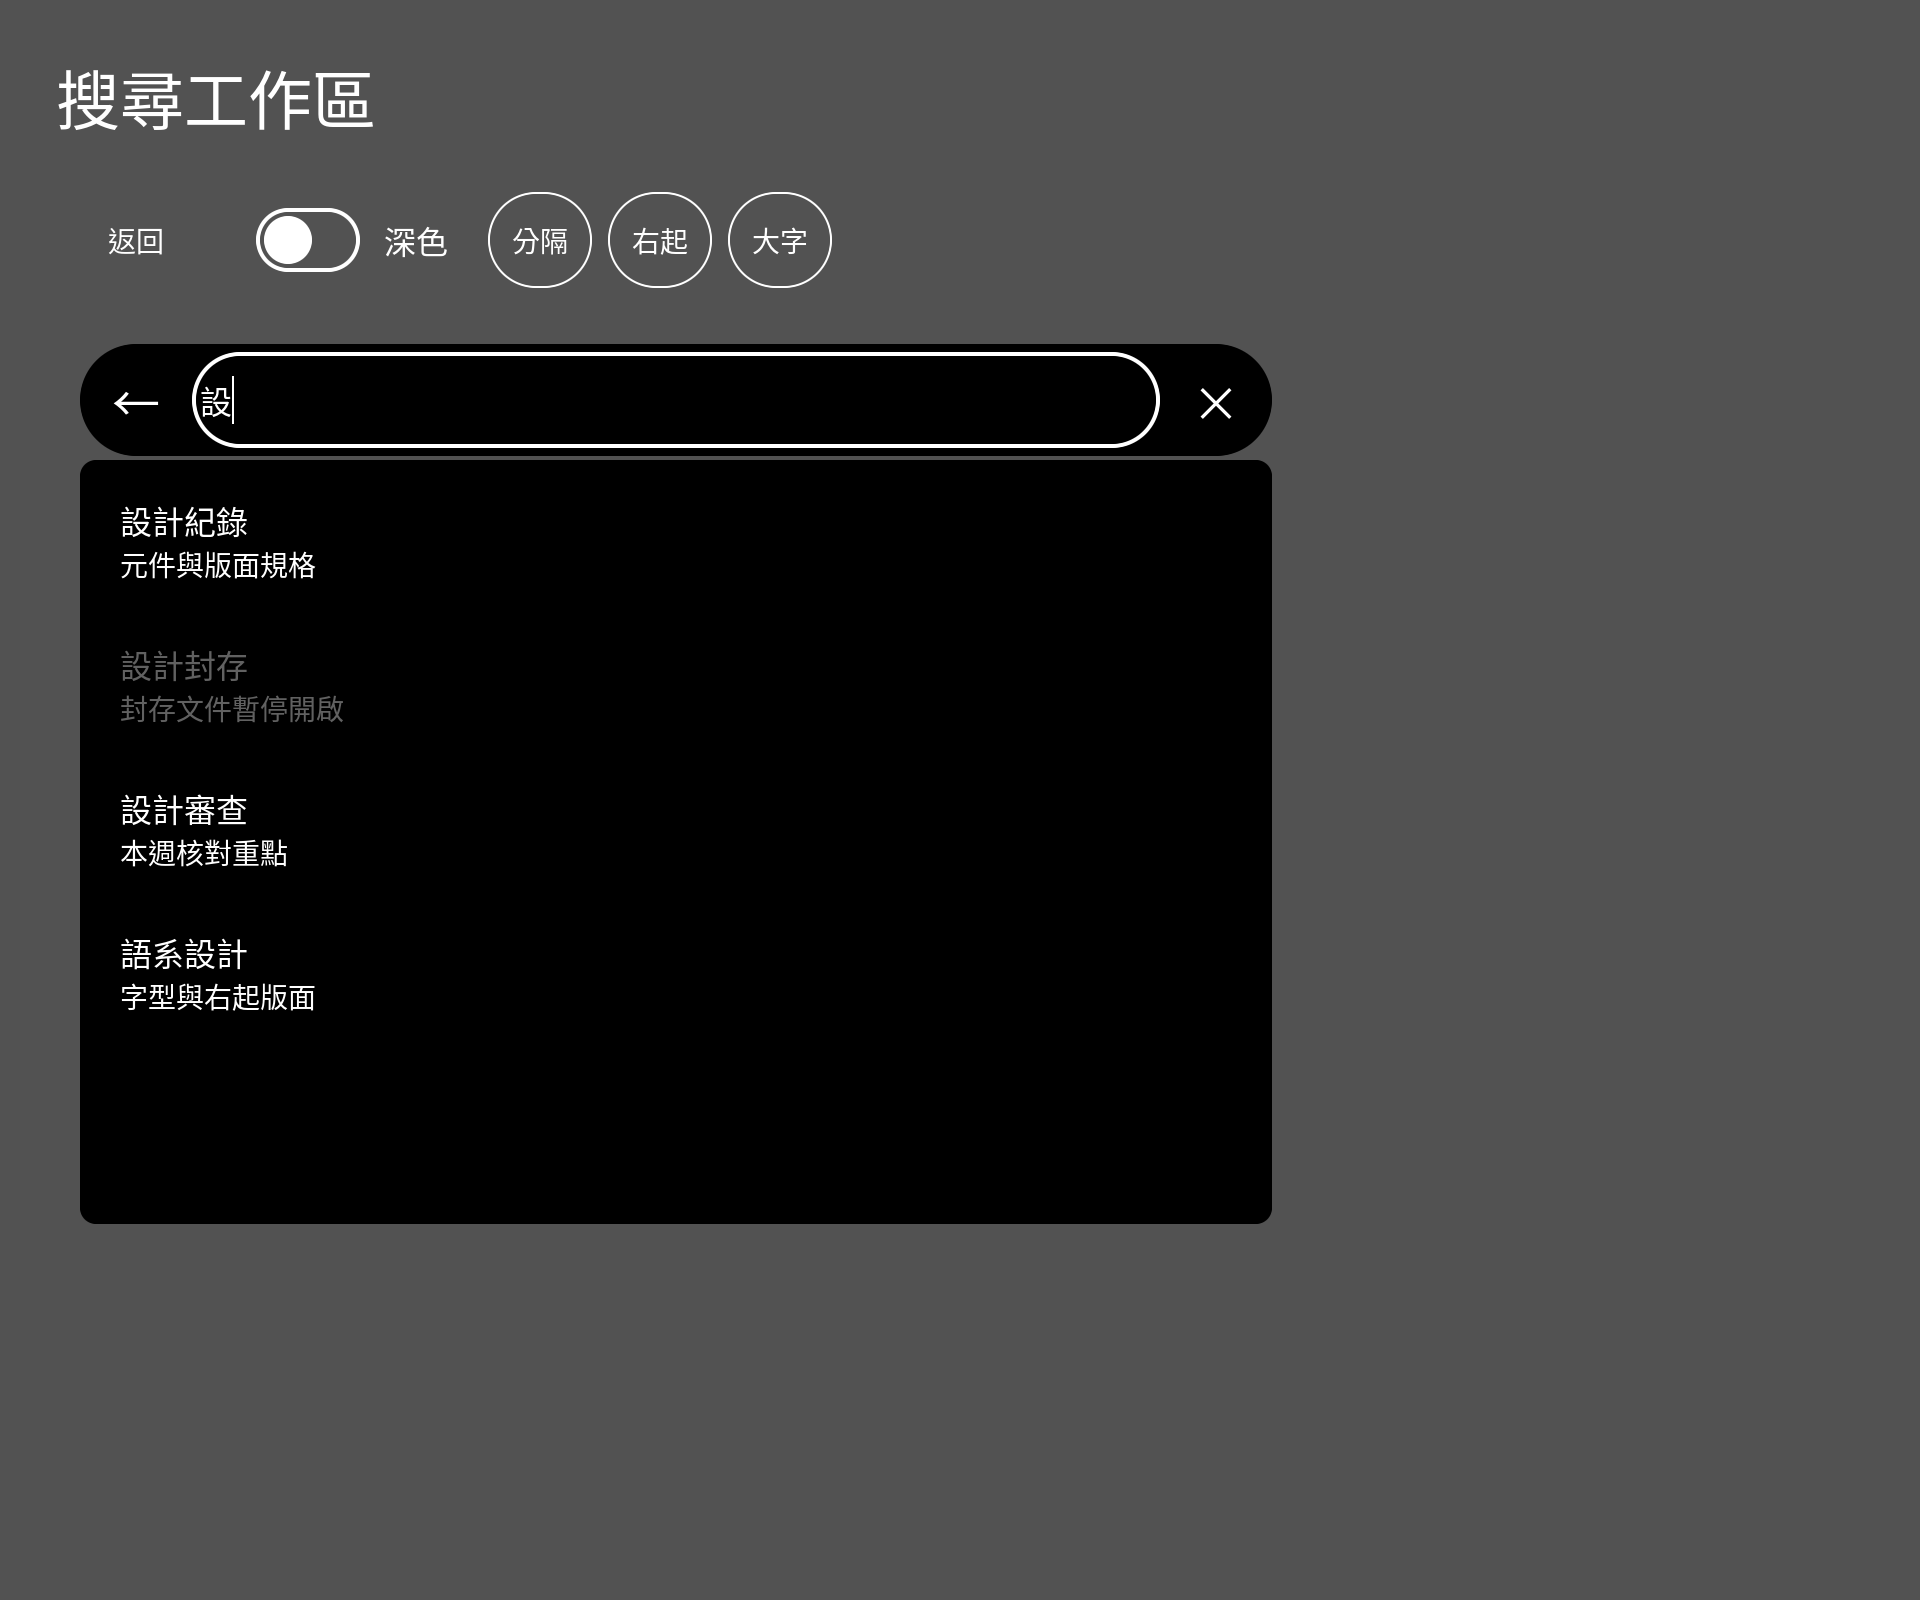 搜尋工作區
返回 深色 分隔 右起 大字
設
設計紀錄
元件與版面規格
設計封存
封存文件暫停開啟
設計審查
本週核對重點
語系設計
字型與右起版面